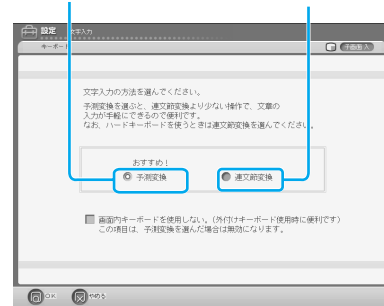 設定 文字入力
キーボード
子画面 入
文字入力の方法を選んでください。
予測変換を選ぶと、連文節変換より少ない操作で、文章の
入力が手軽にできるので便利です。
なお、ハードキーボードを使うときは連文節変換を選んでください。
おすすめ！
予測変換 連文節変換
画面内キーボードを使用しない。(外付けキーボード使用時に便利です)
この項目は、予測変換を選んだ場合は無効になります。
OK やめる